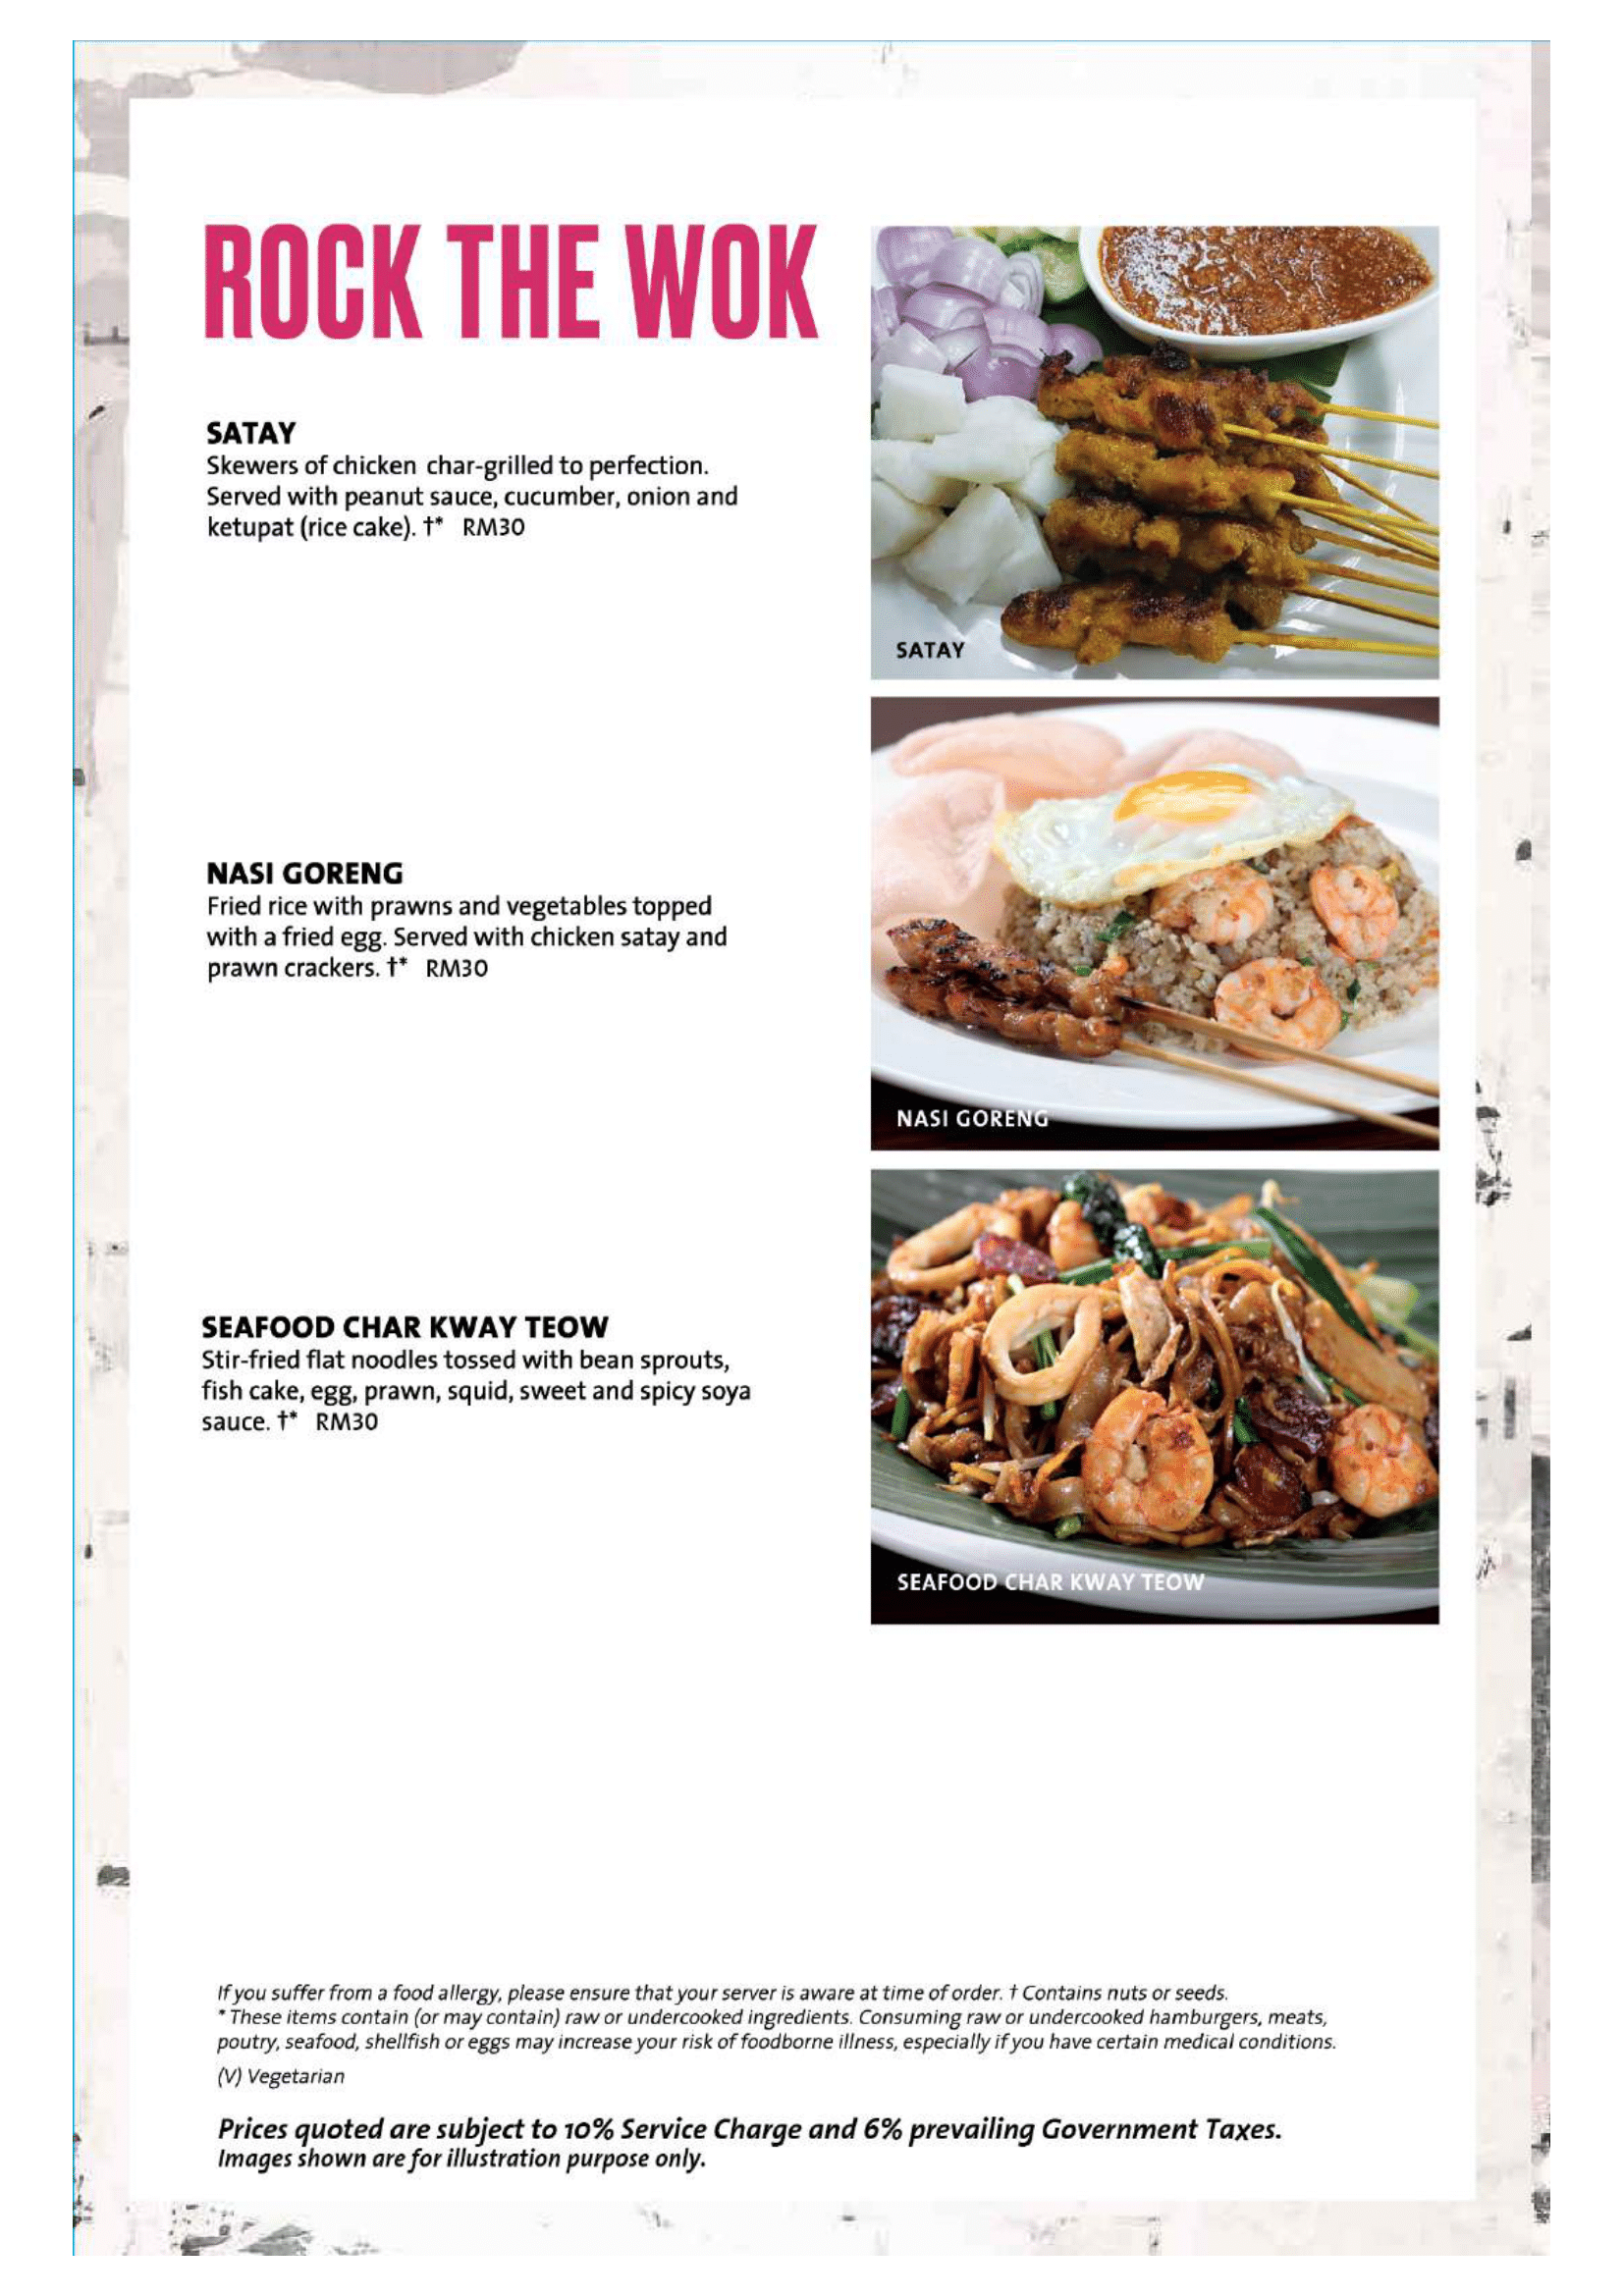 ROCK THE WOK
SATAY
Skewers of chicken char-grilled to perfection.
Served with peanut sauce, cucumber, onion and
ketupat (rice cake). †* RM30
SATAY
NASI GORENG
Fried rice with prawns and vegetables topped
with a fried egg. Served with chicken satay and
prawn crackers. †* RM30
NASI GORENG
SEAFOOD CHAR KWAY TEOW
Stir-fried flat noodles tossed with bean sprouts,
fish cake, egg, prawn, squid, sweet and spicy soya
sauce. †* RM30
SEAFOOD CHAR KWAY TEOW
If you suffer from a food allergy, please ensure that your server is aware at time of order. † Contains nuts or seeds.
* These items contain (or may contain) raw or undercooked ingredients. Consuming raw or undercooked hamburgers, meats,
poutry, seafood, shellfish or eggs may increase your risk of foodborne illness, especially if you have certain medical conditions.
(V) Vegetarian
Prices quoted are subject to 10% Service Charge and 6% prevailing Government Taxes.
Images shown are for illustration purpose only.